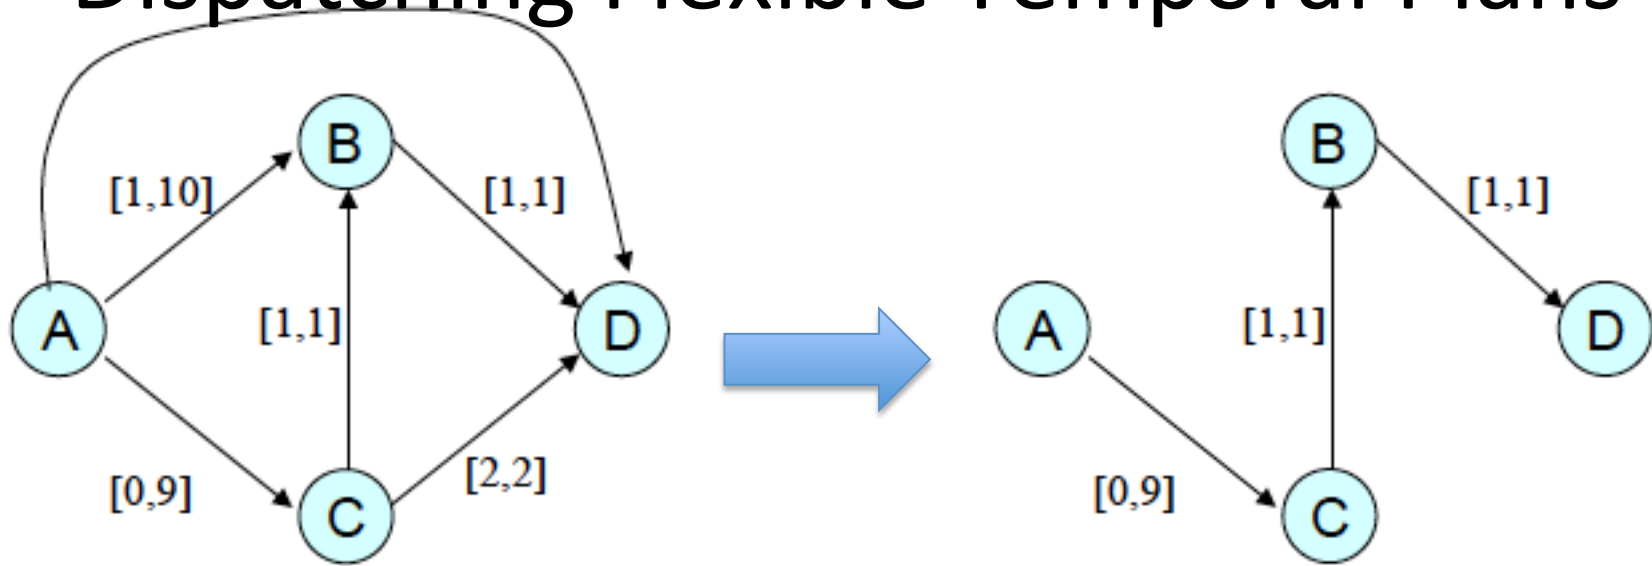 Dispatching Flexible Temporal Plans
B
B
[1,10]
[1,1]
[1,1]
A
[1,1]
D
A
[1,1]
D
[0,9]
[2,2]
[0,9]
C
C